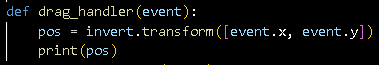 def drag_handler(event):
    pos = invert.transform([event.x, event.y])
    print(pos)